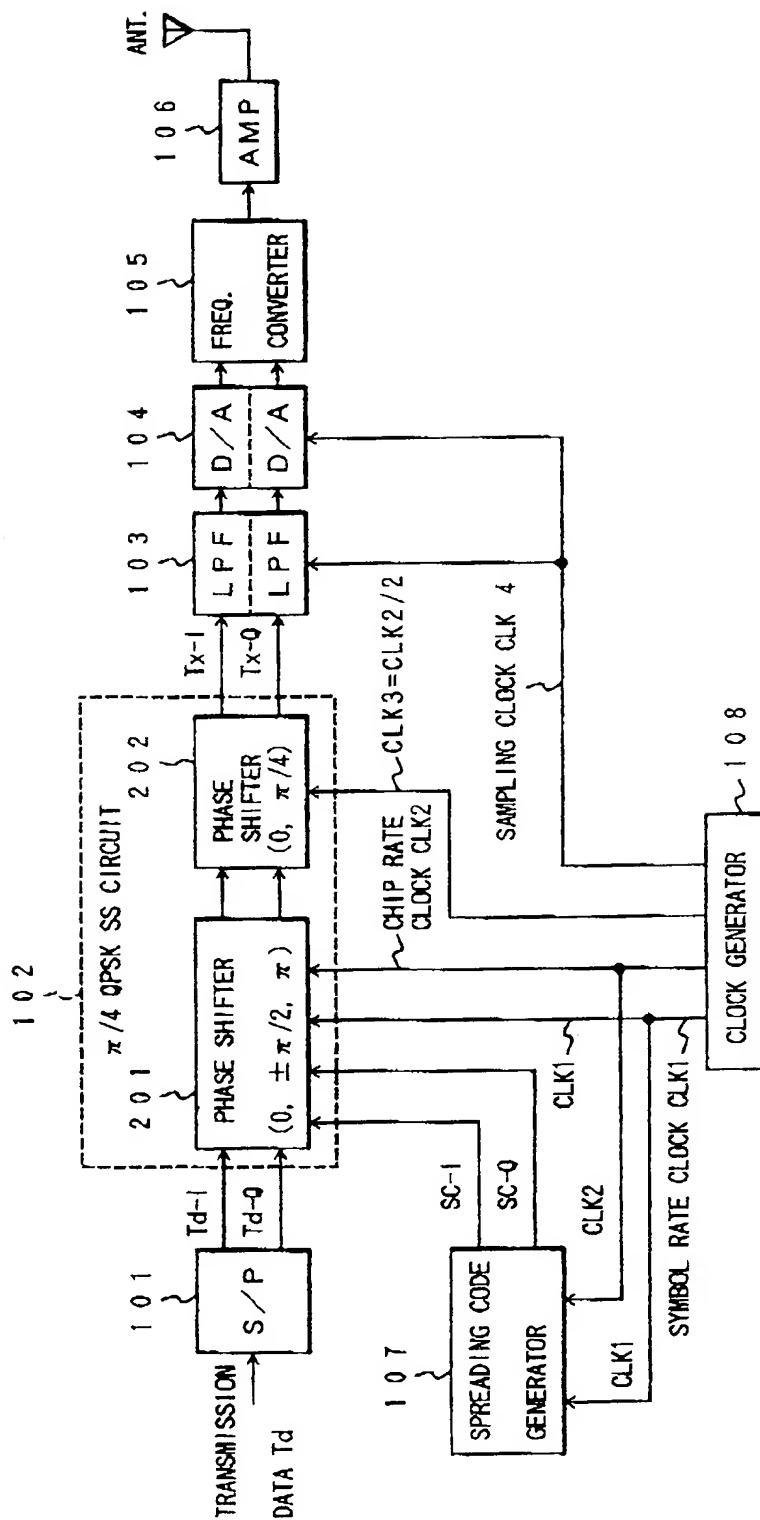 102
π/4 QPSK SS CIRCUIT
101
S/P
TRANSMISSION
DATA Td
Td-I
Td-Q
201
PHASE SHIFTER
(0, ±π/2, π)
202
PHASE
SHIFTER
(0, π/4)
Tx-I
Tx-Q
103
LPF
LPF
104
D/A
D/A
105
FREQ.
CONVERTER
106
AMP
ANT.
107
SPREADING CODE
GENERATOR
SC-I
SC-Q
CLK2
CLK1
CLK1
SYMBOL RATE CLOCK CLK1
CHIP RATE
CLOCK CLK2
CLK3=CLK2/2
SAMPLING CLOCK CLK 4
CLOCK GENERATOR
108